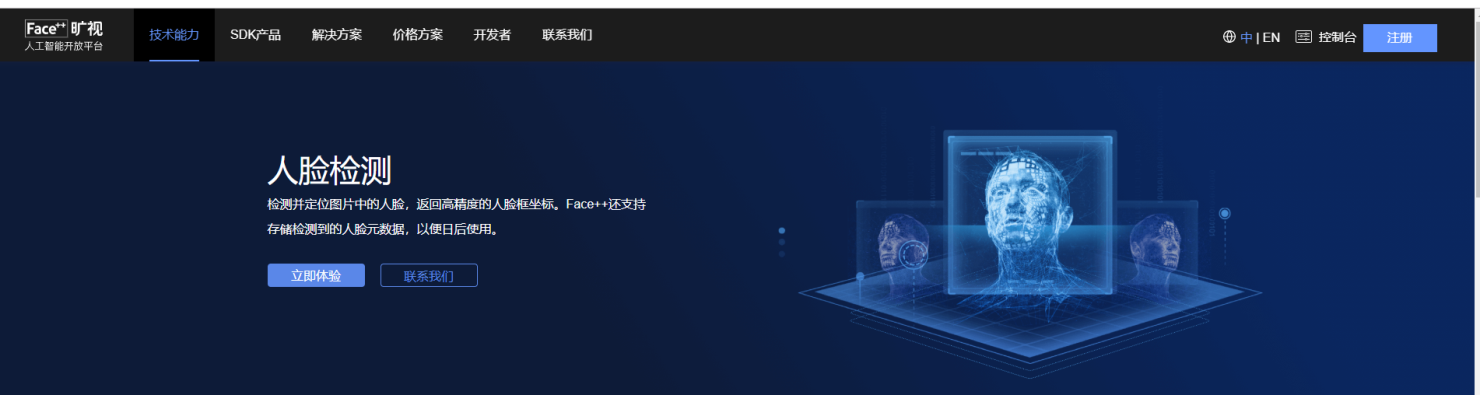 Face++ 旷视
人工智能开放平台
技术能力 SDK产品 解决方案 价格方案 开发者 联系我们
中 | EN 控制台 注册
人脸检测
检测并定位图片中的人脸，返回高精度的人脸框坐标。Face++还支持
存储检测到的人脸元数据，以便日后使用。
立即体验 联系我们